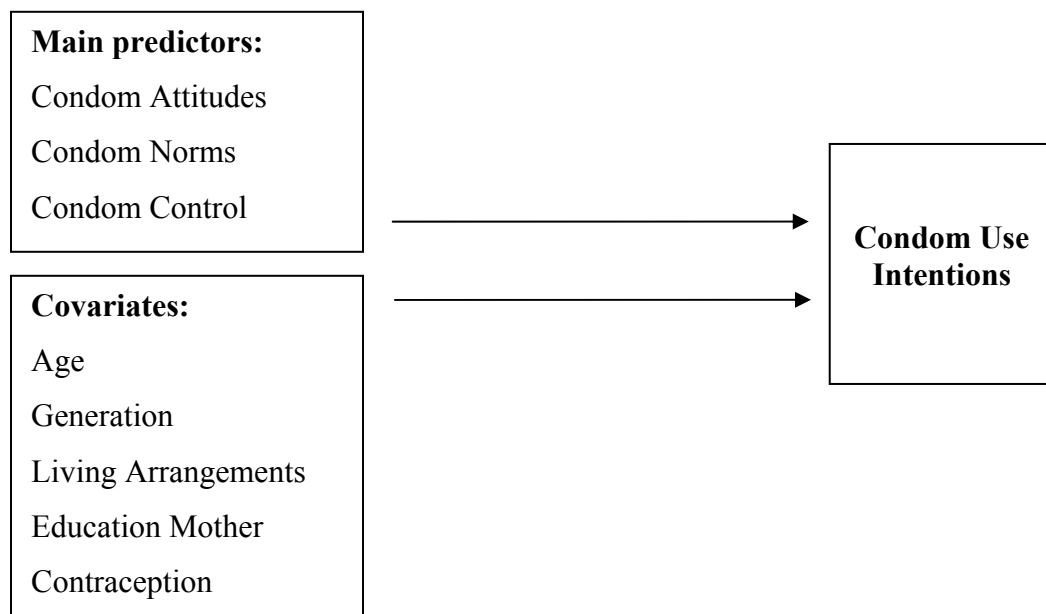 Main predictors:
Condom Attitudes
Condom Norms
Condom Control
Covariates:
Age
Generation
Living Arrangements
Education Mother
Contraception
Condom Use
Intentions